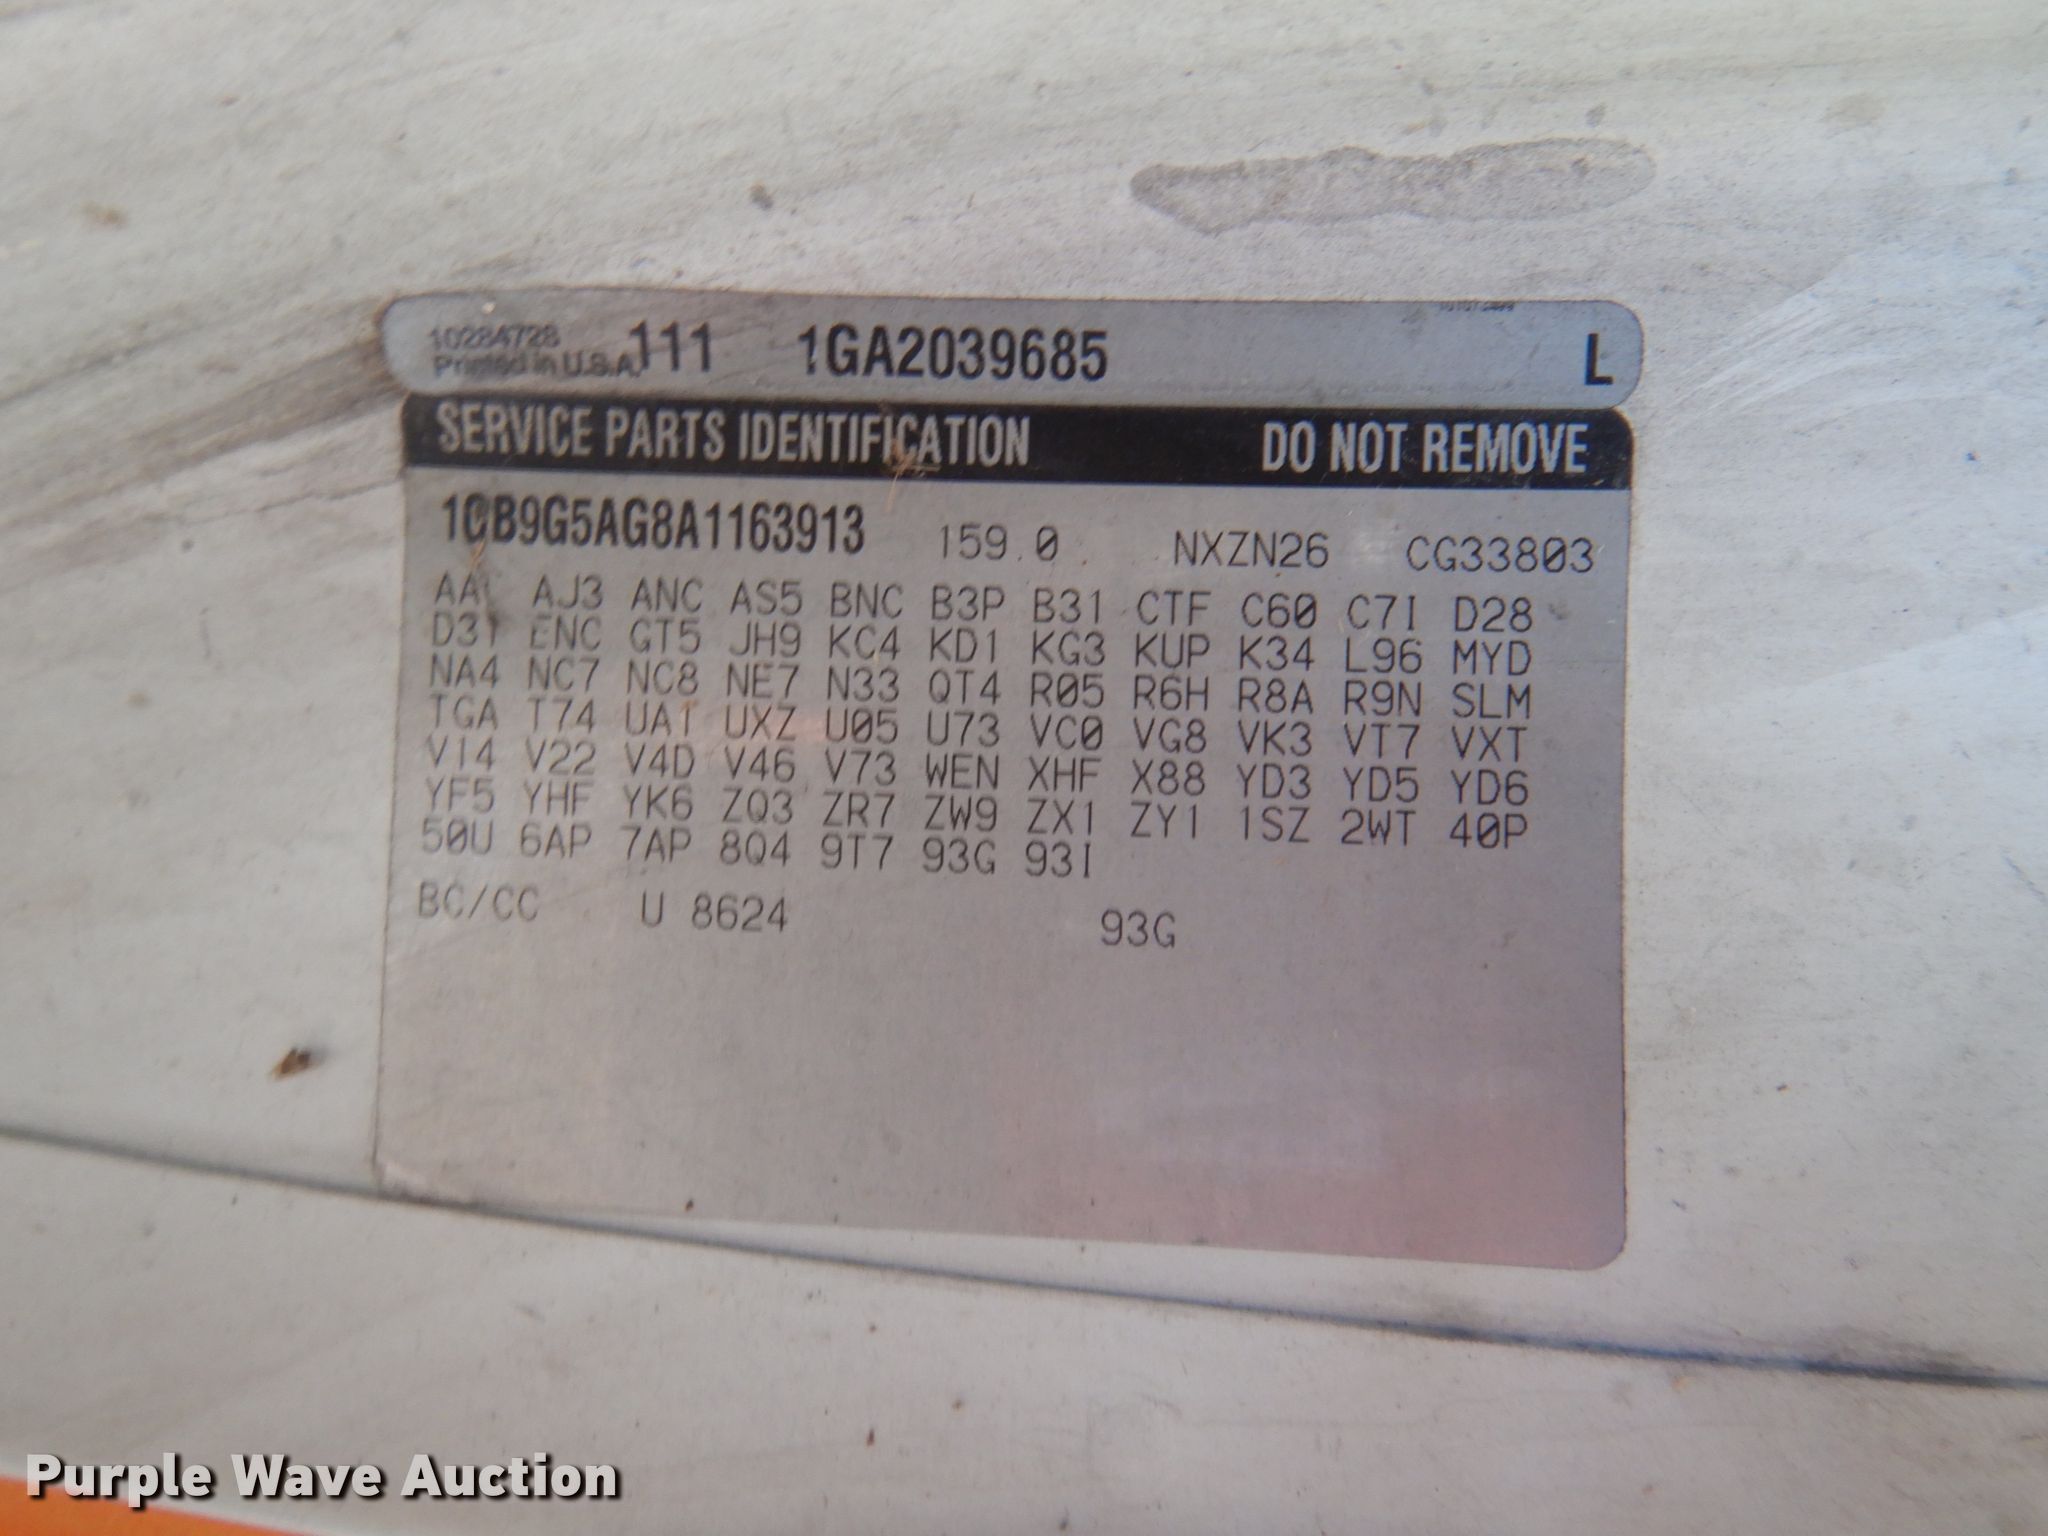 10284728 111 1GA2039685 L
Printed in U.S.A.
SERVICE PARTS IDENTIFICATION DO NOT REMOVE
1GB9G5AG8A1163913 159.0 NXZN26 CG33803
AJ3 ANC AS5 BNC B3P B31 CTF C60 C7I D28
D31 ENC GT5 JH9 KC4 KD1 KG3 KUP K34 L96 MYD
NA4 NC7 NC8 NE7 N33 QT4 R05 R6H R8A R9N SLM
TGA T74 UA1 UXZ U05 U73 VC0 VG8 VK3 VT7 VXT
V14 V22 V4D V46 V73 WEN XHF X88 YD3 YD5 YD6
YF5 YHF YK6 ZQ3 ZR7 ZW9 ZX1 ZY1 1SZ 2WT 40P
50U 6AP 7AP 8Q4 9T7 93G 93I
BC/CC U 8624 93G
Purple Wave Auction